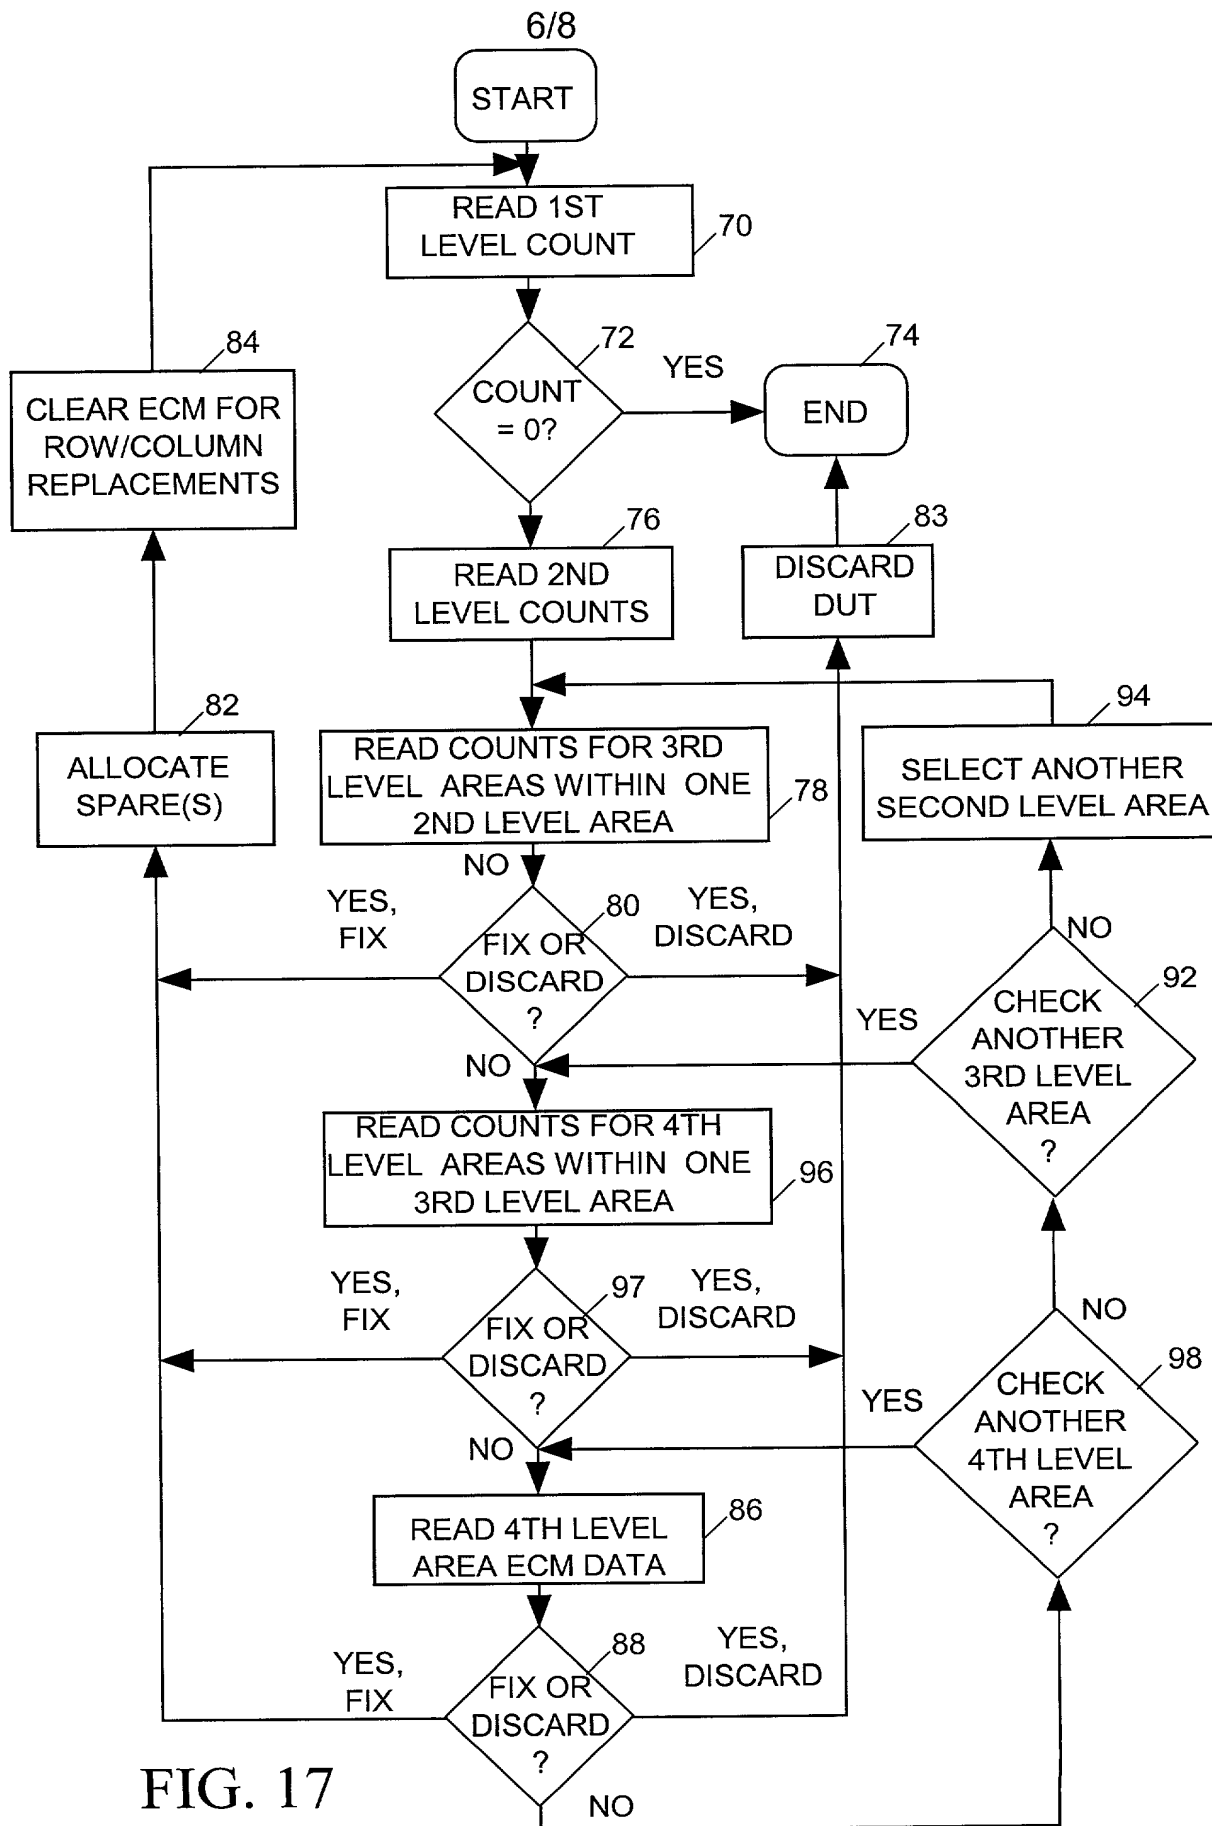 6/8
START
READ 1ST
LEVEL COUNT
70
72
COUNT
= 0?
YES
74
END
84
CLEAR ECM FOR
ROW/COLUMN
REPLACEMENTS
76
READ 2ND
LEVEL COUNTS
83
DISCARD
DUT
82
ALLOCATE
SPARE(S)
READ COUNTS FOR 3RD
LEVEL AREAS WITHIN ONE
2ND LEVEL AREA
78
94
SELECT ANOTHER
SECOND LEVEL AREA
NO
YES,
FIX
80
FIX OR
DISCARD
?
YES,
DISCARD
NO
92
CHECK
ANOTHER
3RD LEVEL
AREA
?
YES
NO
READ COUNTS FOR 4TH
LEVEL AREAS WITHIN ONE
3RD LEVEL AREA
96
YES,
FIX
97
FIX OR
DISCARD
?
YES,
DISCARD
NO
98
CHECK
ANOTHER
4TH LEVEL
AREA
?
YES
NO
READ 4TH LEVEL
AREA ECM DATA
86
YES,
FIX
88
FIX OR
DISCARD
?
YES,
DISCARD
NO
FIG. 17